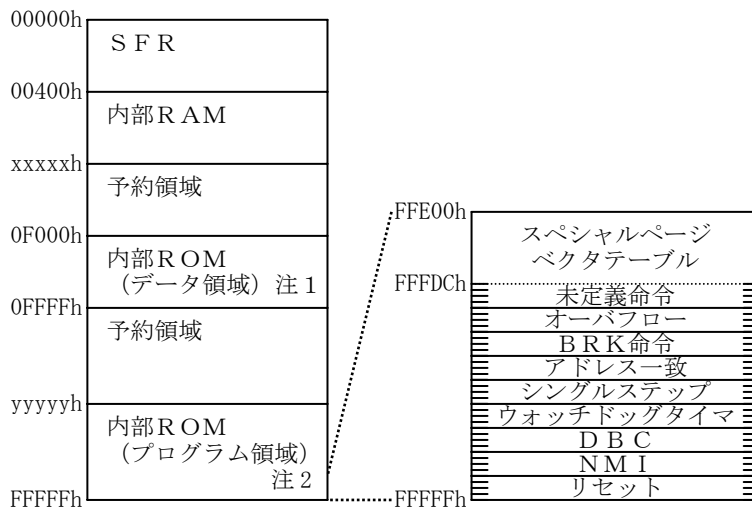 00000h
ＳＦＲ
00400h
内部ＲＡＭ
xxxxxh
予約領域
0F000h
内部ＲＯＭ
（データ領域）注１
0FFFFh
予約領域
yyyyyh
内部ＲＯＭ
（プログラム領域）
注２
FFFFFh
FFE00h
スペシャルページ
ベクタテーブル
FFFDCh
未定義命令
オーバフロー
ＢＲＫ命令
アドレス一致
シングルステップ
ウォッチドッグタイマ
ＤＢＣ
ＮＭＩ
リセット
FFFFFh